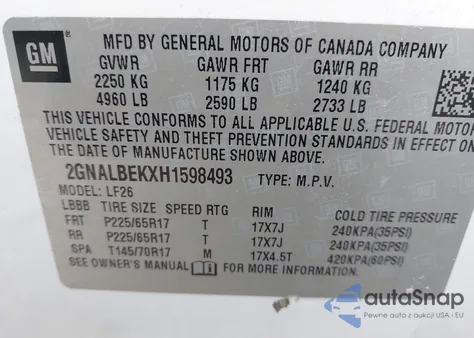 GM
MFD BY GENERAL MOTORS OF CANADA COMPANY
GVWR GAWR FRT GAWR RR
2250 KG 1175 KG 1240 KG
4960 LB 2590 LB 2733 LB
THIS VEHICLE CONFORMS TO ALL APPLICABLE U.S. FEDERAL MOTOR
VEHICLE SAFETY AND THEFT PREVENTION STANDARDS IN EFFECT ON
THE DATE OF MANUFACTURE SHOWN ABOVE.
2GNALBEKXH1598493 TYPE: M.P.V.
MODEL: LF26
LBBB TIRE SIZE SPEED RTG RIM COLD TIRE PRESSURE
FRT P225/65R17 T 17X7J 240KPA(35PSI)
RR P225/65R17 T 17X7J 240KPA(35PSI)
SPA T145/70R17 M 17X4.5T 420KPA(60PSI)
SEE OWNER'S MANUAL FOR MORE INFORMATION
autoSnap
Pewne auta z aukcji USA i EU